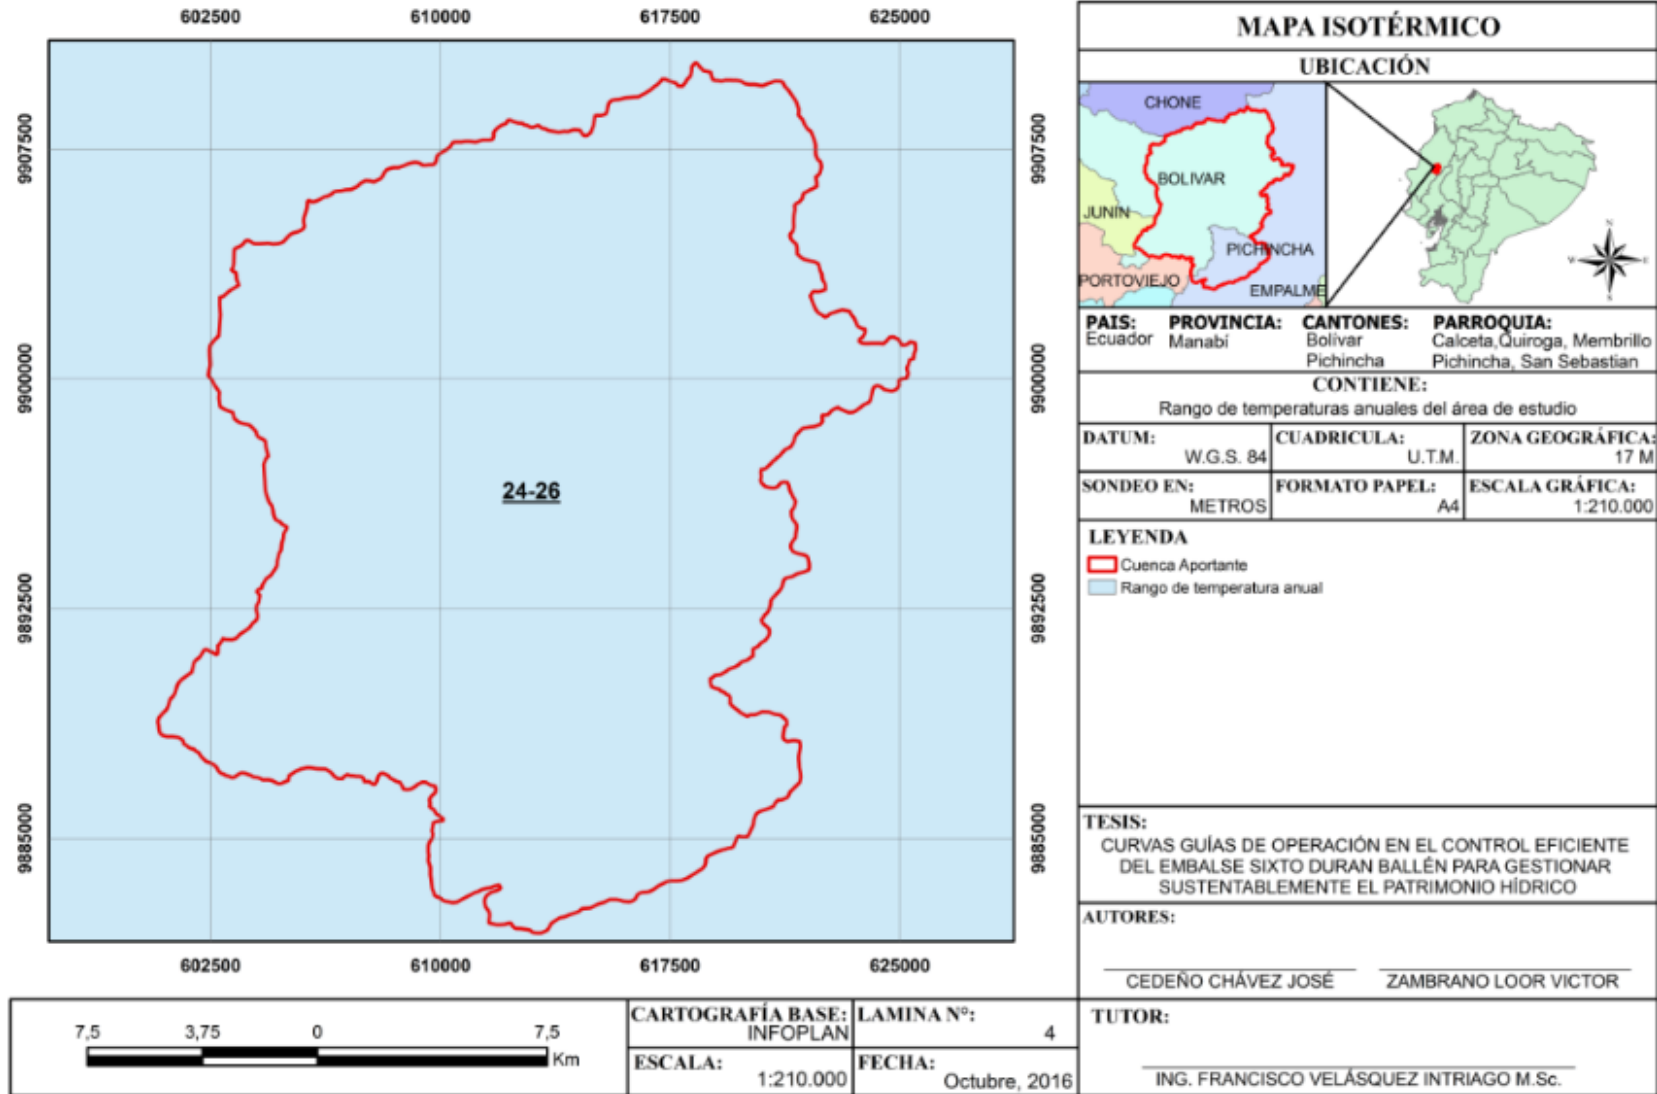 602500 610000 617500 625000
9907500
9900000
9892500
9885000
24-26
9907500
9900000
9892500
9885000
602500 610000 617500 625000
7,5 3,75 0 7,5
Km
CARTOGRAFÍA BASE:
INFOPLAN
LAMINA N°:
4
ESCALA:
1:210.000
FECHA:
Octubre, 2016
MAPA ISOTÉRMICO
UBICACIÓN
CHONE
BOLIVAR
JUNIN
PICHINCHA
PORTOVIEJO
EMPALME
N
W E
S
PAIS: PROVINCIA: CANTONES: PARROQUIA:
Ecuador Manabí Bolívar Calceta,Quiroga, Membrillo
Pichincha Pichincha, San Sebastian
CONTIENE:
Rango de temperaturas anuales del área de estudio
DATUM: CUADRICULA: ZONA GEOGRÁFICA:
W.G.S. 84 U.T.M. 17 M
SONDEO EN: FORMATO PAPEL: ESCALA GRÁFICA:
METROS A4 1:210.000
LEYENDA
Cuenca Aportante
Rango de temperatura anual
TESIS:
CURVAS GUÍAS DE OPERACIÓN EN EL CONTROL EFICIENTE
DEL EMBALSE SIXTO DURAN BALLÉN PARA GESTIONAR
SUSTENTABLEMENTE EL PATRIMONIO HÍDRICO
AUTORES:
CEDEÑO CHÁVEZ JOSÉ ZAMBRANO LOOR VICTOR
TUTOR:
ING. FRANCISCO VELÁSQUEZ INTRIAGO M.Sc.